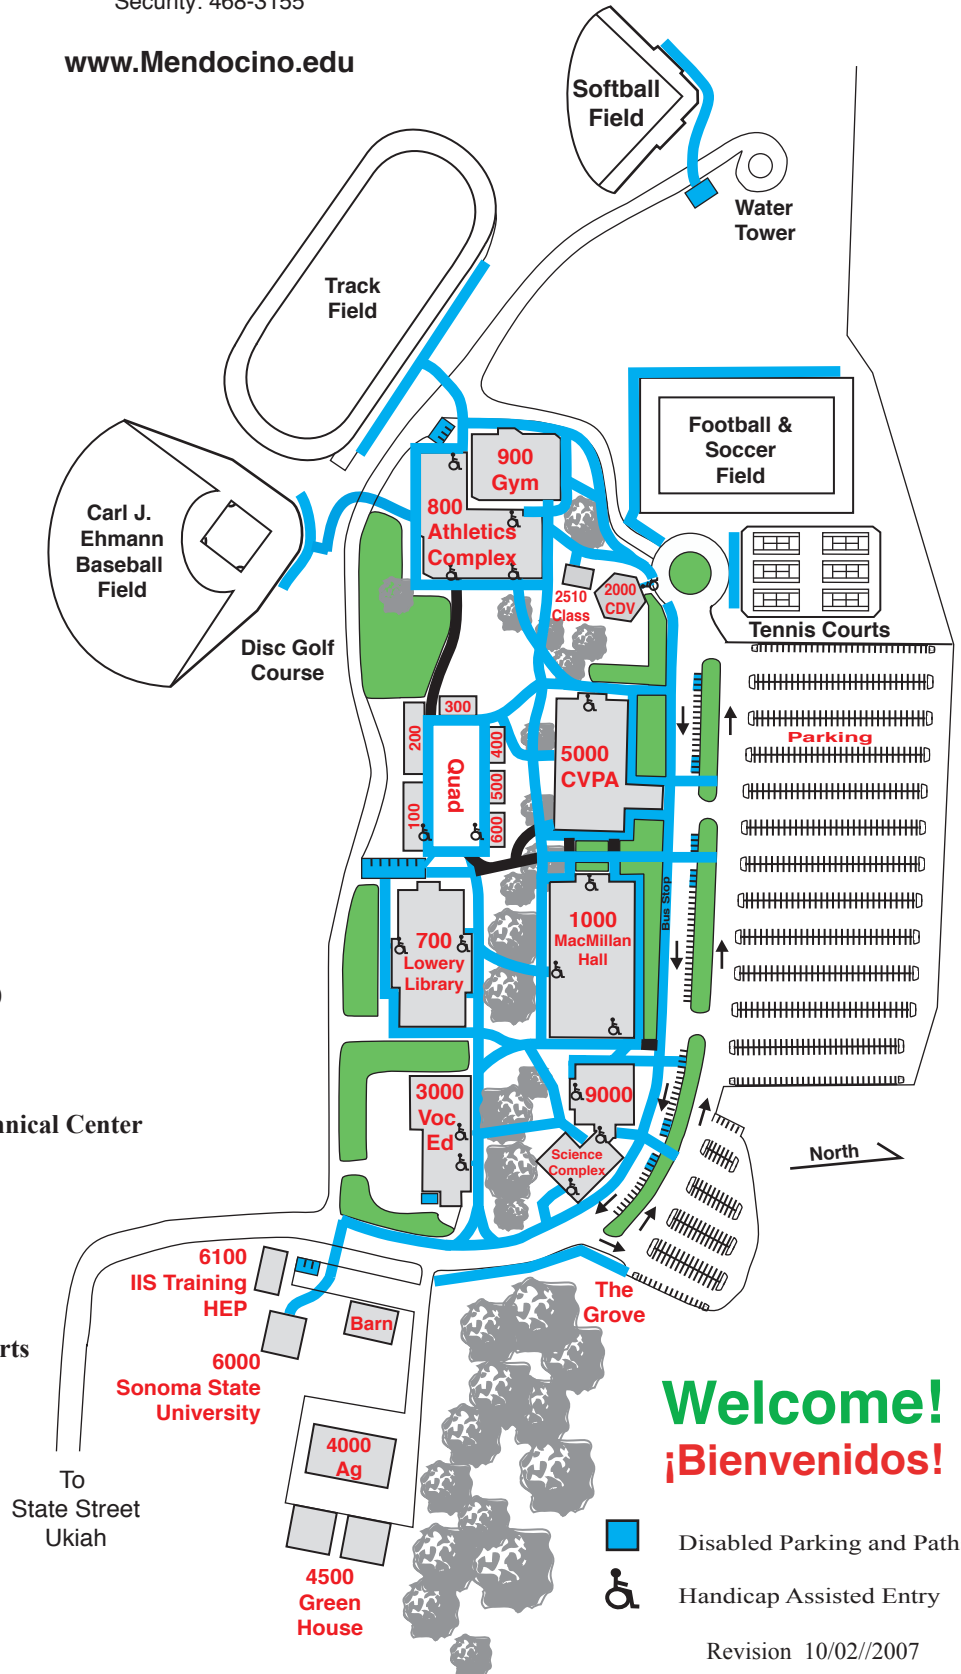 Security: 468-3155
www.Mendocino.edu
Softball
Field
Water
Tower
Track
Field
Football &
Soccer
Field
900
Gym
800
Athletics
Complex
Carl J.
Ehmann
Baseball
Field
2510
Class
2000
CDV
Tennis Courts
Disc Golf
Course
Parking
300
200
400
5000
CVPA
Quad
500
100
600
Bus Stop
1000
MacMillan
Hall
700
Lowery
Library
)
3000
Voc
Ed
9000
nnical Center
Science
Complex
North
6100
IIS Training
HEP
The
Grove
Barn
rts
6000
Sonoma State
University
Welcome!
¡Bienvenidos!
4000
Ag
To
State Street
Ukiah
Disabled Parking and Path
4500
Green
House
Handicap Assisted Entry
Revision 10/02//2007